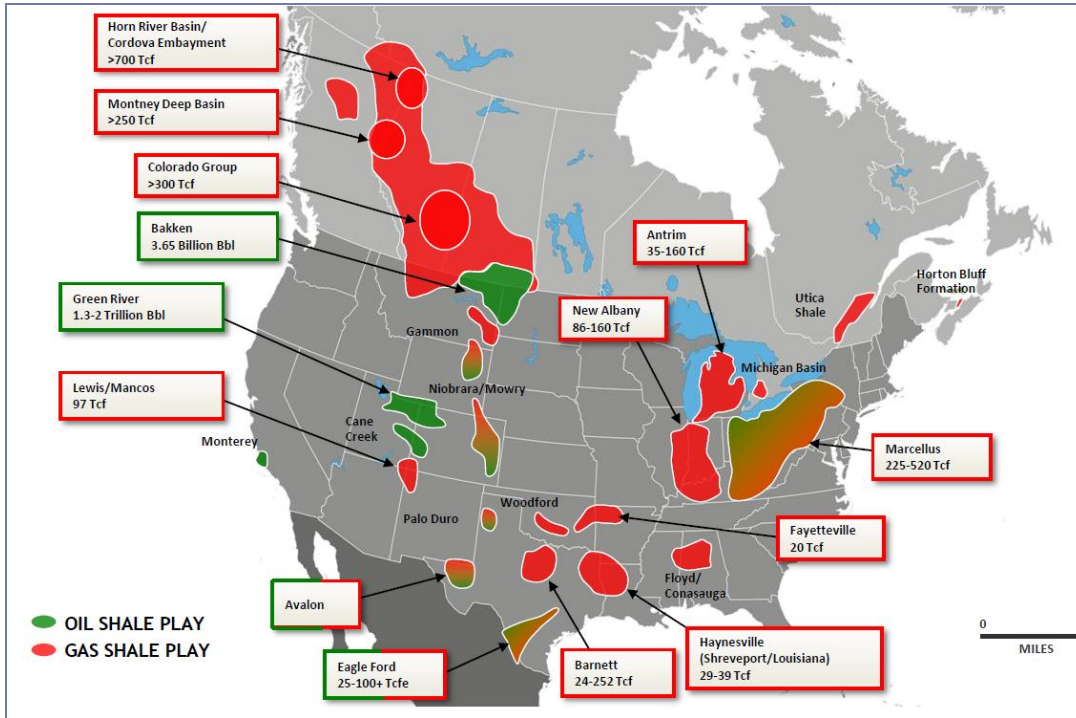 Horn River Basin/
Cordova Embayment
>700 Tcf
Montney Deep Basin
>250 Tcf
Colorado Group
>300 Tcf
Bakken
3.65 Billion Bbl
Green River
1.3-2 Trillion Bbl
Lewis/Mancos
97 Tcf
Monterey
Cane
Creek
Gammon
Niobrara/Mowry
Palo Duro
Woodford
Antrim
35-160 Tcf
New Albany
86-160 Tcf
Michigan Basin
Utica
Shale
Horton Bluff
Formation
Marcellus
225-520 Tcf
Fayetteville
20 Tcf
Floyd/
Conasauga
Haynesville
(Shreveport/Louisiana)
29-39 Tcf
Barnett
24-252 Tcf
Avalon
Eagle Ford
25-100+ Tcfe
OIL SHALE PLAY
GAS SHALE PLAY
0
MILES